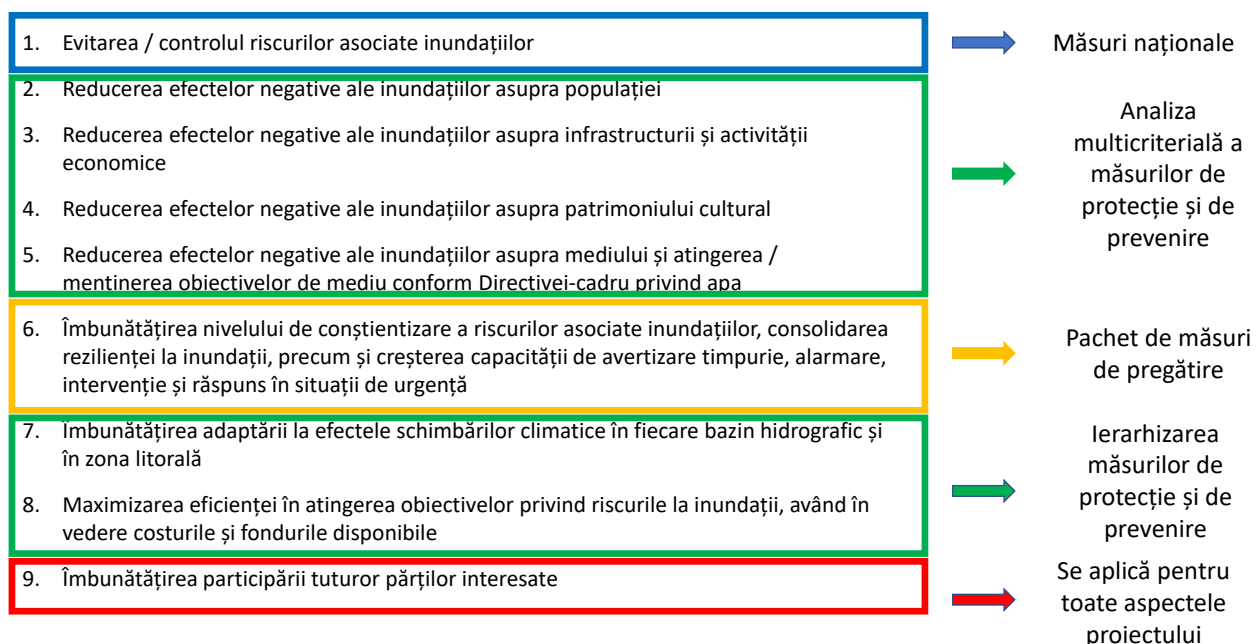 1. Evitarea / controlul riscurilor asociate inundațiilor
Măsuri naționale
2. Reducerea efectelor negative ale inundațiilor asupra populației
3. Reducerea efectelor negative ale inundațiilor asupra infrastructurii și activității
economice
4. Reducerea efectelor negative ale inundațiilor asupra patrimoniului cultural
5. Reducerea efectelor negative ale inundațiilor asupra mediului și atingerea /
mentinerea obiectivelor de mediu conform Directivei-cadru privind apa
Analiza
multicriterială a
măsurilor de
protecție și de
prevenire
6. Îmbunătățirea nivelului de conștientizare a riscurilor asociate inundațiilor, consolidarea
rezilienței la inundații, precum și creșterea capacității de avertizare timpurie, alarmare,
intervenție și răspuns în situații de urgență
Pachet de măsuri
de pregătire
7. Îmbunătățirea adaptării la efectele schimbărilor climatice în fiecare bazin hidrografic și
în zona litorală
8. Maximizarea eficienței în atingerea obiectivelor privind riscurile la inundații, având în
vedere costurile și fondurile disponibile
Ierarhizarea
măsurilor de
protecție și de
prevenire
9. Îmbunătățirea participării tuturor părților interesate
Se aplică pentru
toate aspectele
proiectului